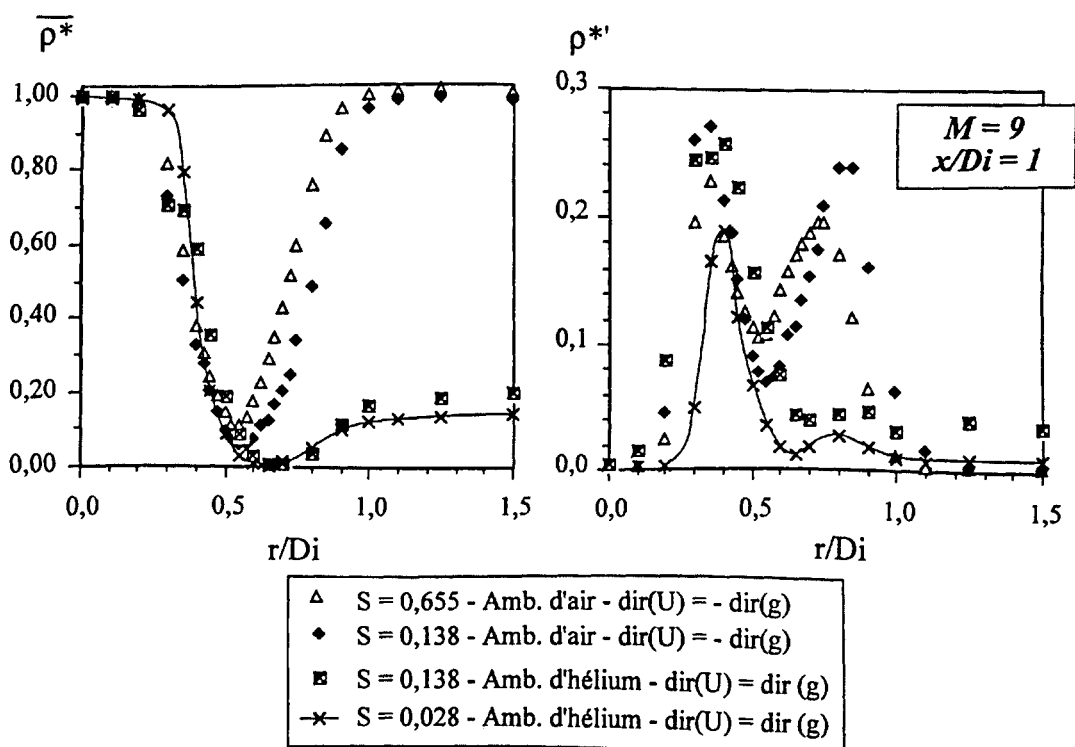 ρ*
1,00
0,80
0,60
0,40
0,20
0,00
0,0
0,5
1,0
1,5
r/Di
ρ*'
0,3
0,2
0,1
0,0
0,0
0,5
1,0
1,5
r/Di
M = 9
x/Di = 1
S = 0,655 - Amb. d'air - dir(U) = - dir(g)
S = 0,138 - Amb. d'air - dir(U) = - dir(g)
S = 0,138 - Amb. d'hélium - dir(U) = dir (g)
S = 0,028 - Amb. d'hélium - dir(U) = dir (g)